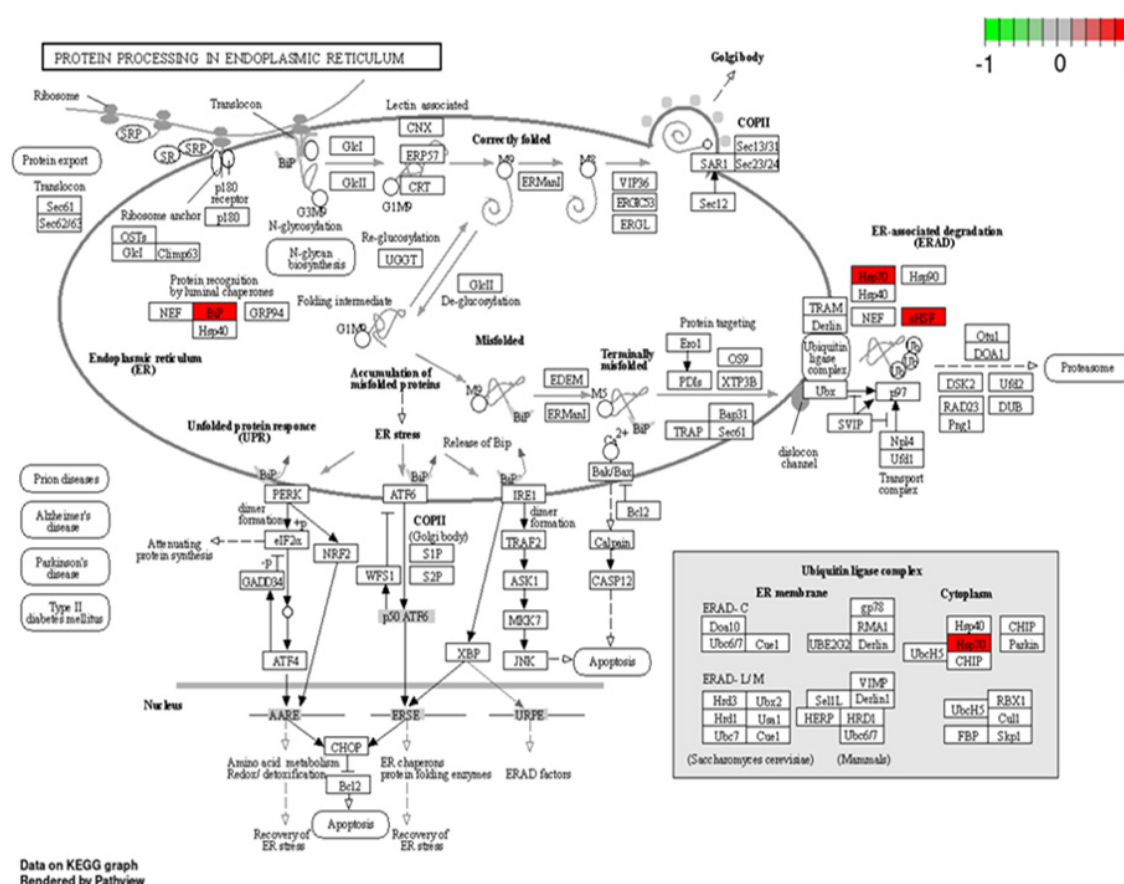 PROTEIN PROCESSING IN ENDOPLASMIC RETICULUM
-1 0
Golgi body
Ribosome
Translocon
Lectin associated
COPII
SRP
SR
SRP
BiP
GlcI
CNX
Correctly folded
Sec13/31
Protein export
ERP57
M9
M8
SAR1
Sec23/24
GlcII
CRT
ERManI
VIP36
Translocon
p180
receptor
G1M9
ERGIC53
Sec12
Sec61
Ribosome anchor
p180
G3M9
ERGL
Sec62/63
N-glycosylation
OSTs
Re-glucosylation
ER-associated degradation
(ERAD)
GlcI
Climp63
N-glycan
biosynthesis
UGGT
Protein recognition
by luminal chaperones
GlcII
De-glucosylation
Hsp70
Hsp90
Hsp40
NEF
BiP
GRP94
Folding intermediate
TRAM
NEF
sHSF
Hsp40
G1M9
Misfolded
Protein targeting
Derlin
Otu1
DOA1
Endoplasmic reticulum
(ER)
Terminally
misfolded
Ero1
OS9
Ubiquitin
ligase
complex
Ub
Ub
Ub
Proteasome
Accumulation of
misfolded proteins
M9
EDEM
M5
PDIs
XTP3B
DSK2
Ufd2
BiP
ERManI
BiP
Ubx
p97
RAD23
DUB
Unfolded protein responce
(UPR)
ER stress
Release of Bip
Bap31
SVIP
Png1
Ca2+
TRAP
Sec61
dislocon
channel
Npl4
Ufd1
Transport
complex
BiP
BiP
BiP
Bak/Bax
Prion diseases
PERK
ATF6
IRE1
Bcl2
dimer
formation
+p
COPII
(Golgi body)
dimer
formation
Alzheimer's
disease
Attenuating
protein synthesis
eIF2α
NRF2
S1P
TRAF2
Calpain
Parkinson's
disease
-p
GADD34
WFS1
S2P
ASK1
CASP12
Type II
diabetes mellitus
p50 ATF6
MKK7
ATF4
XBP
JNK
Apoptosis
Nucleus
AARE
ERSE
URPE
CHOP
Amino acid metabolism
Redox/ detoxification
ER chaperons
protein folding enzymes
ERAD factors
Bcl2
Apoptosis
Recovery of
ER stress
Recovery of
ER stress
Ubiquitin ligase complex
ER membrane
Cytoplasm
ERAD-C
gp78
Doa10
RMA1
Hsp40
CHIP
Ubc6/7
Cue1
UBE2G2
Derlin
UbcH5
Hsp70
Parkin
CHIP
ERAD-L/M
VIMP
Hrd3
Ubx2
Sel1L
Derlin1
UbcH5
RBX1
Hrd1
Usa1
HERP
HRD1
Cul1
Ubc7
Cue1
Ubc6/7
FBP
Skp1
(Saccharomyces cerevisiae)
(Mammals)
Data on KEGG graph
Rendered by Pathview